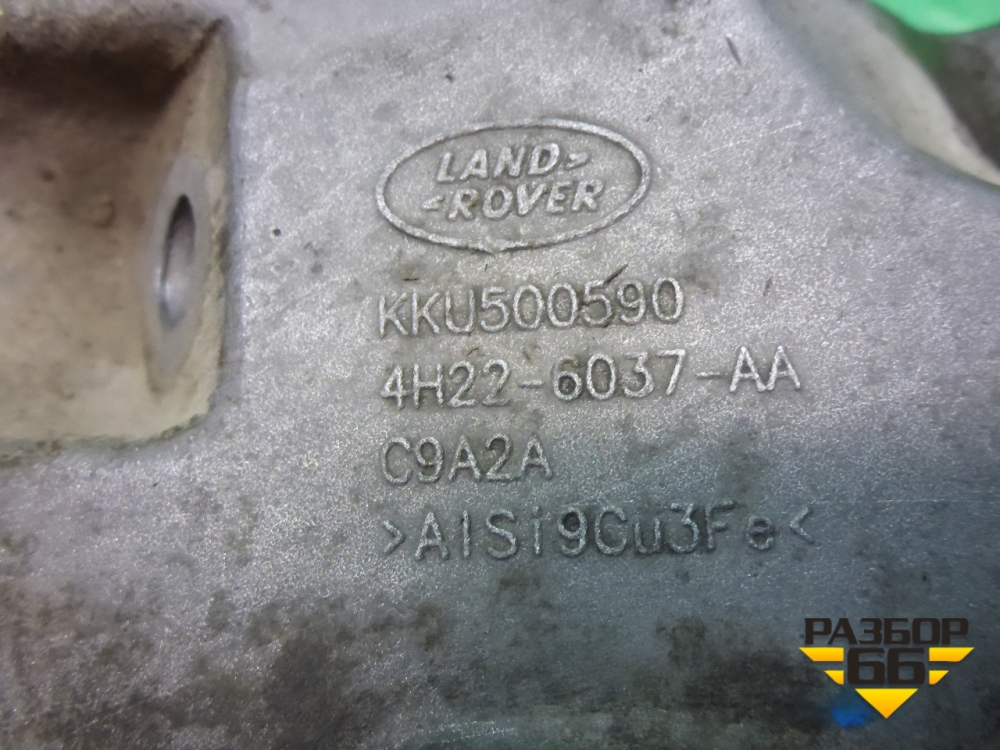 LAND
ROVER
KKU500590
4H22-6037-AA
C9A2A
>AlSi9Cu3Fe<
РАЗБОР
66